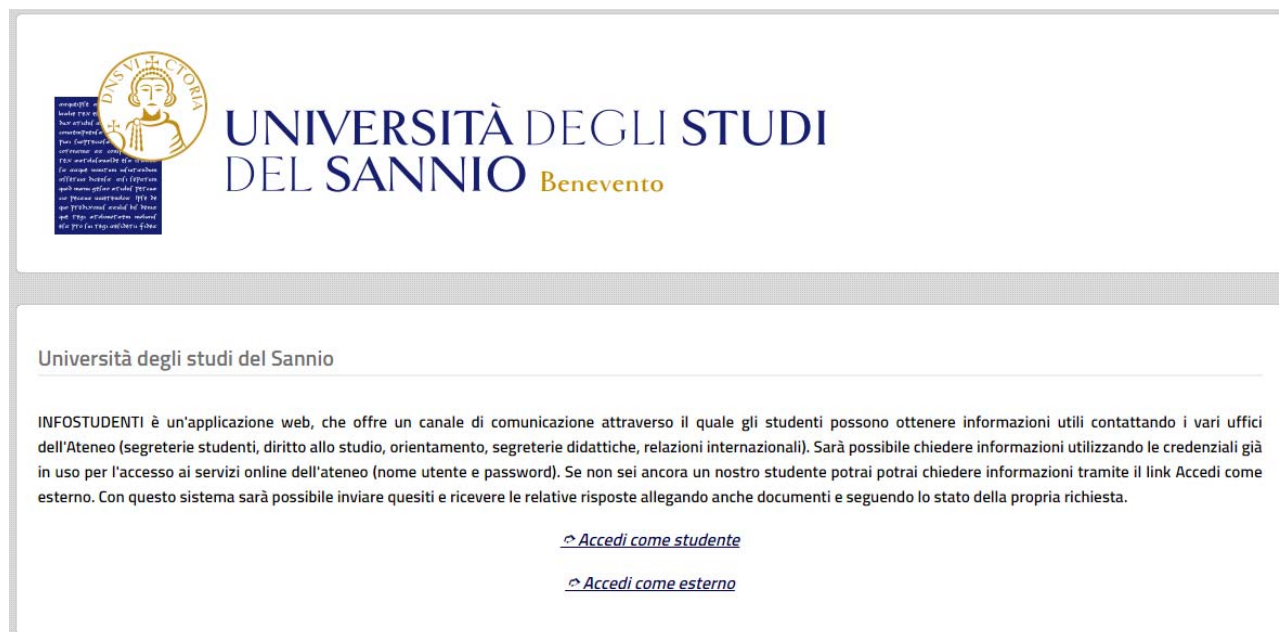 DNS VICTORIA
UNIVERSITÀ DEGLI STUDI
DEL SANNIO Benevento
Università degli studi del Sannio
INFOSTUDENTI è un'applicazione web, che offre un canale di comunicazione attraverso il quale gli studenti possono ottenere informazioni utili contattando i vari uffici
dell'Ateneo (segreterie studenti, diritto allo studio, orientamento, segreterie didattiche, relazioni internazionali). Sarà possibile chiedere informazioni utilizzando le credenziali già
in uso per l'accesso ai servizi online dell'ateneo (nome utente e password). Se non sei ancora un nostro studente potrai potrai chiedere informazioni tramite il link Accedi come
esterno. Con questo sistema sarà possibile inviare quesiti e ricevere le relative risposte allegando anche documenti e seguendo lo stato della propria richiesta.
Accedi come studente
Accedi come esterno